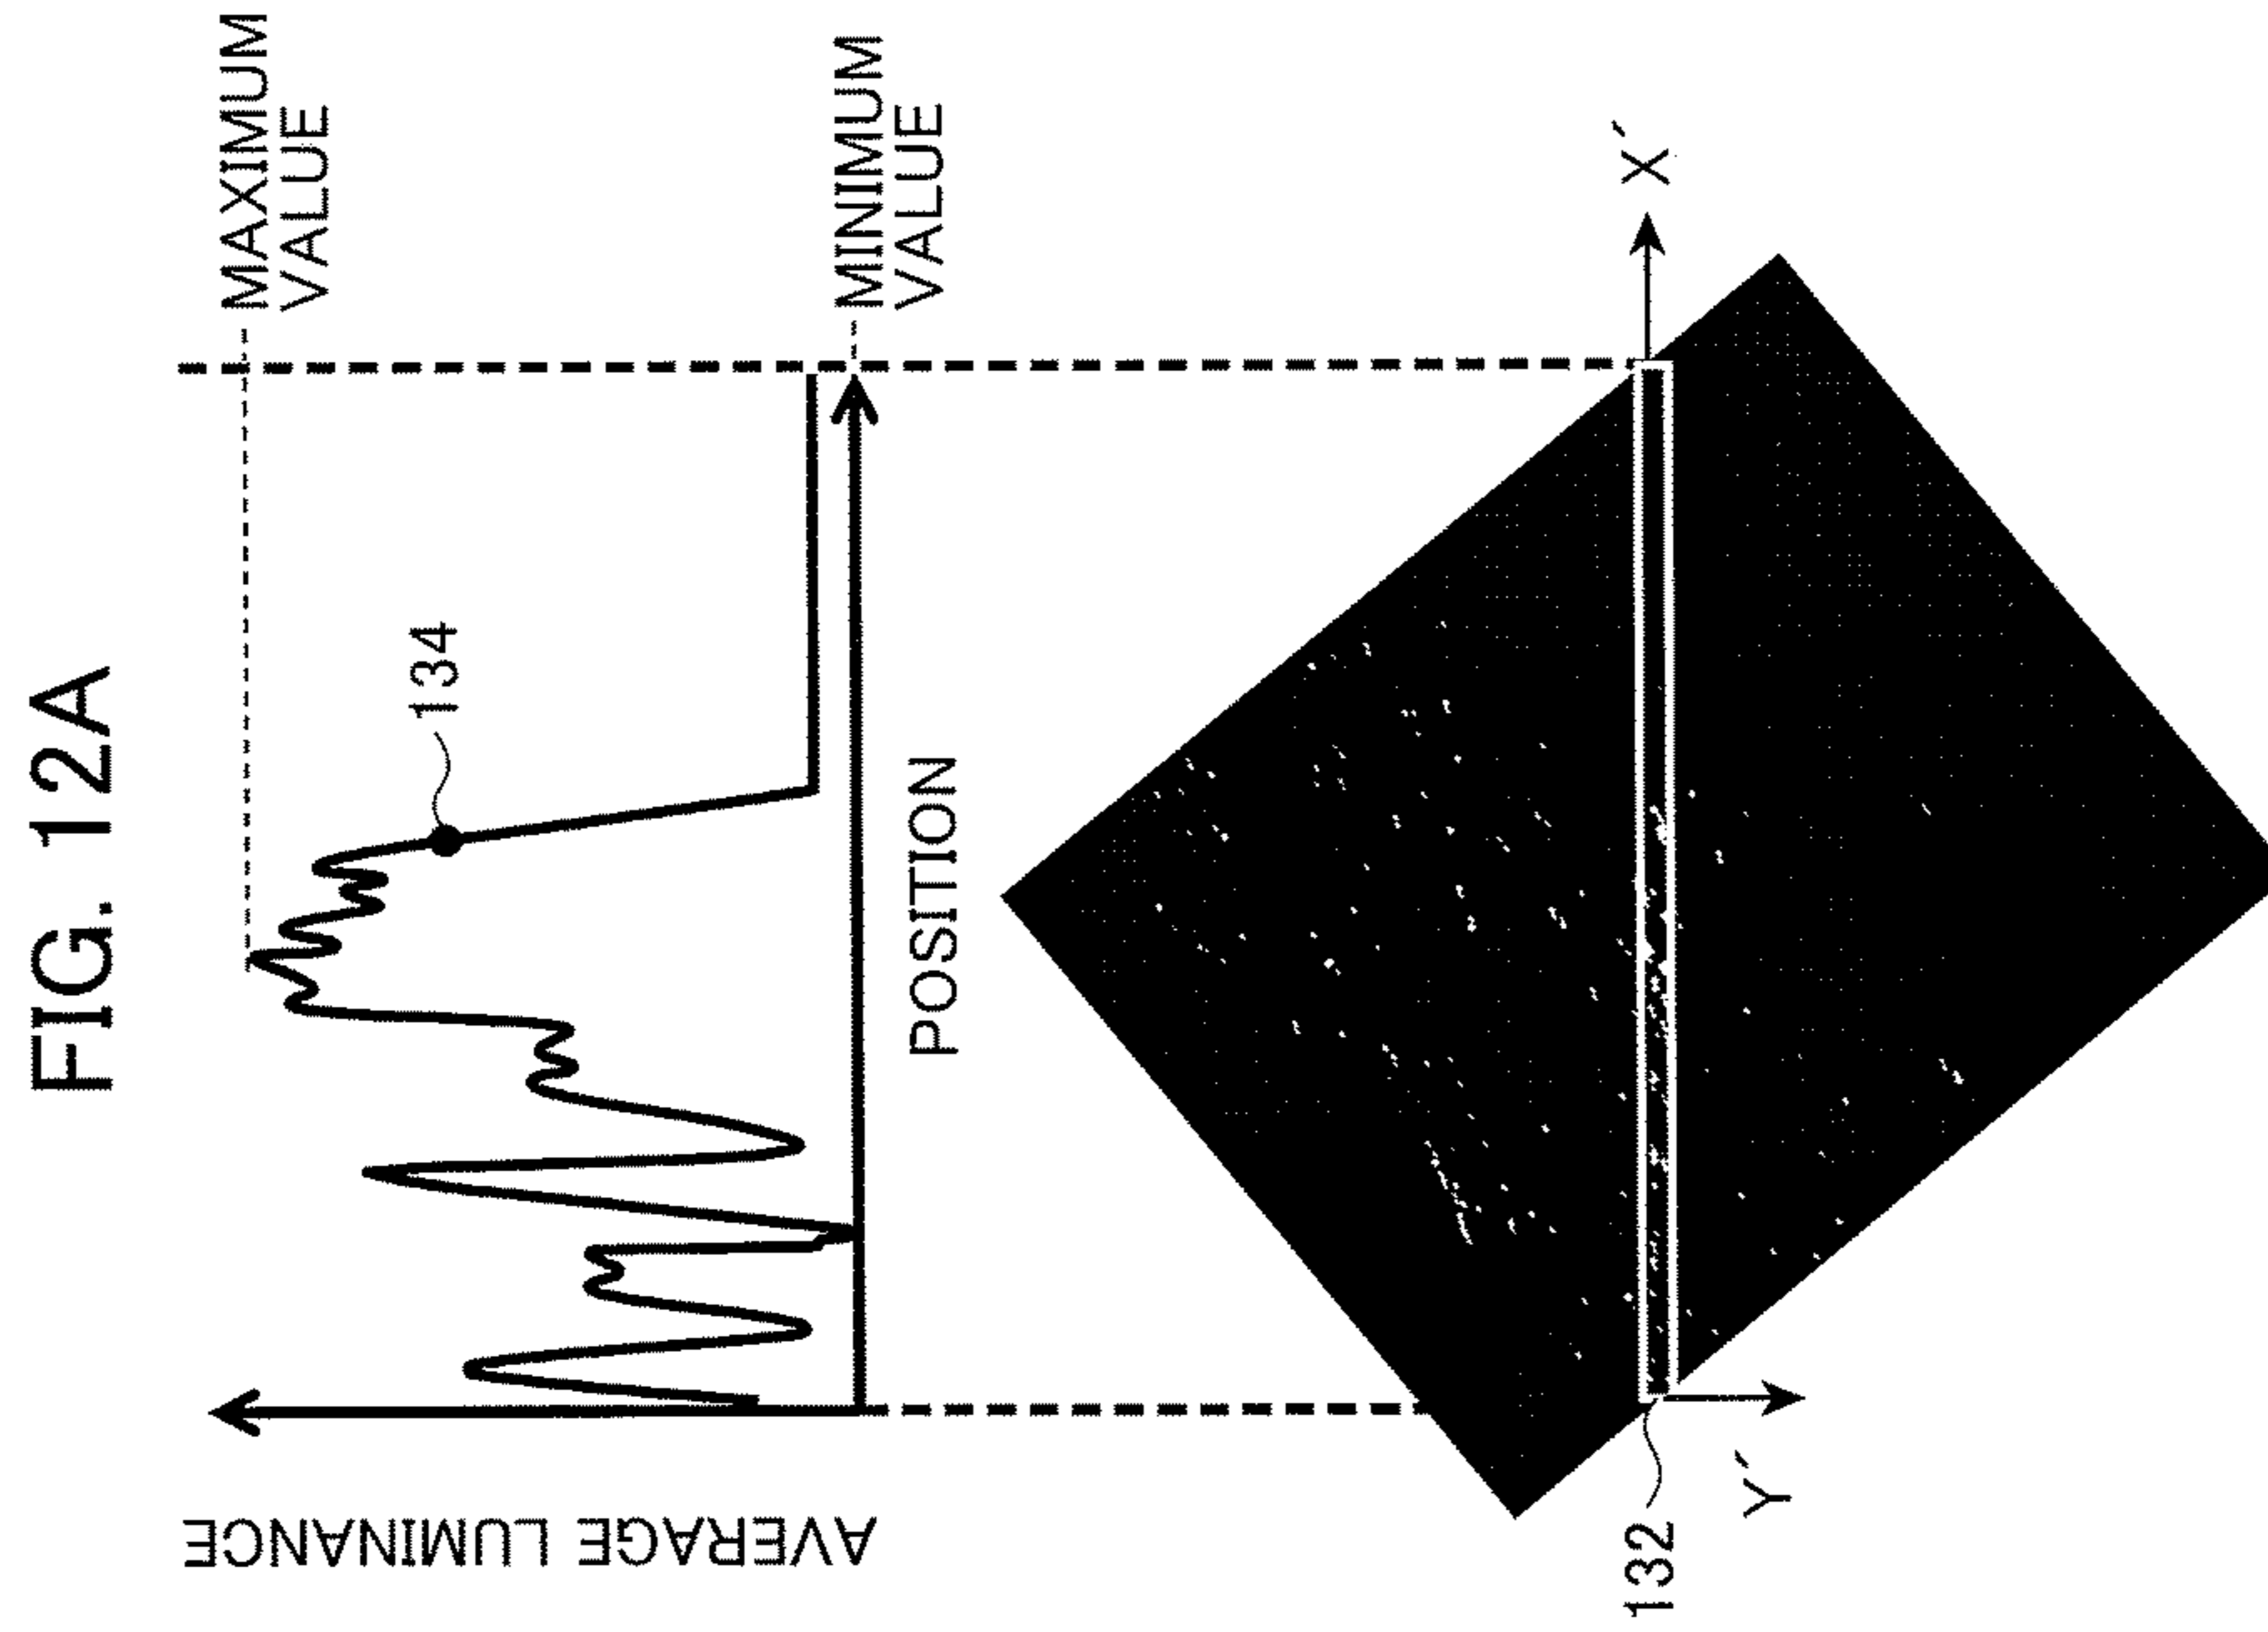 FIG. 12A
MAXIMUM
VALUE
134
MINIMUM
VALUE
AVERAGE LUMINANCE
POSITION
X′
132
Y′